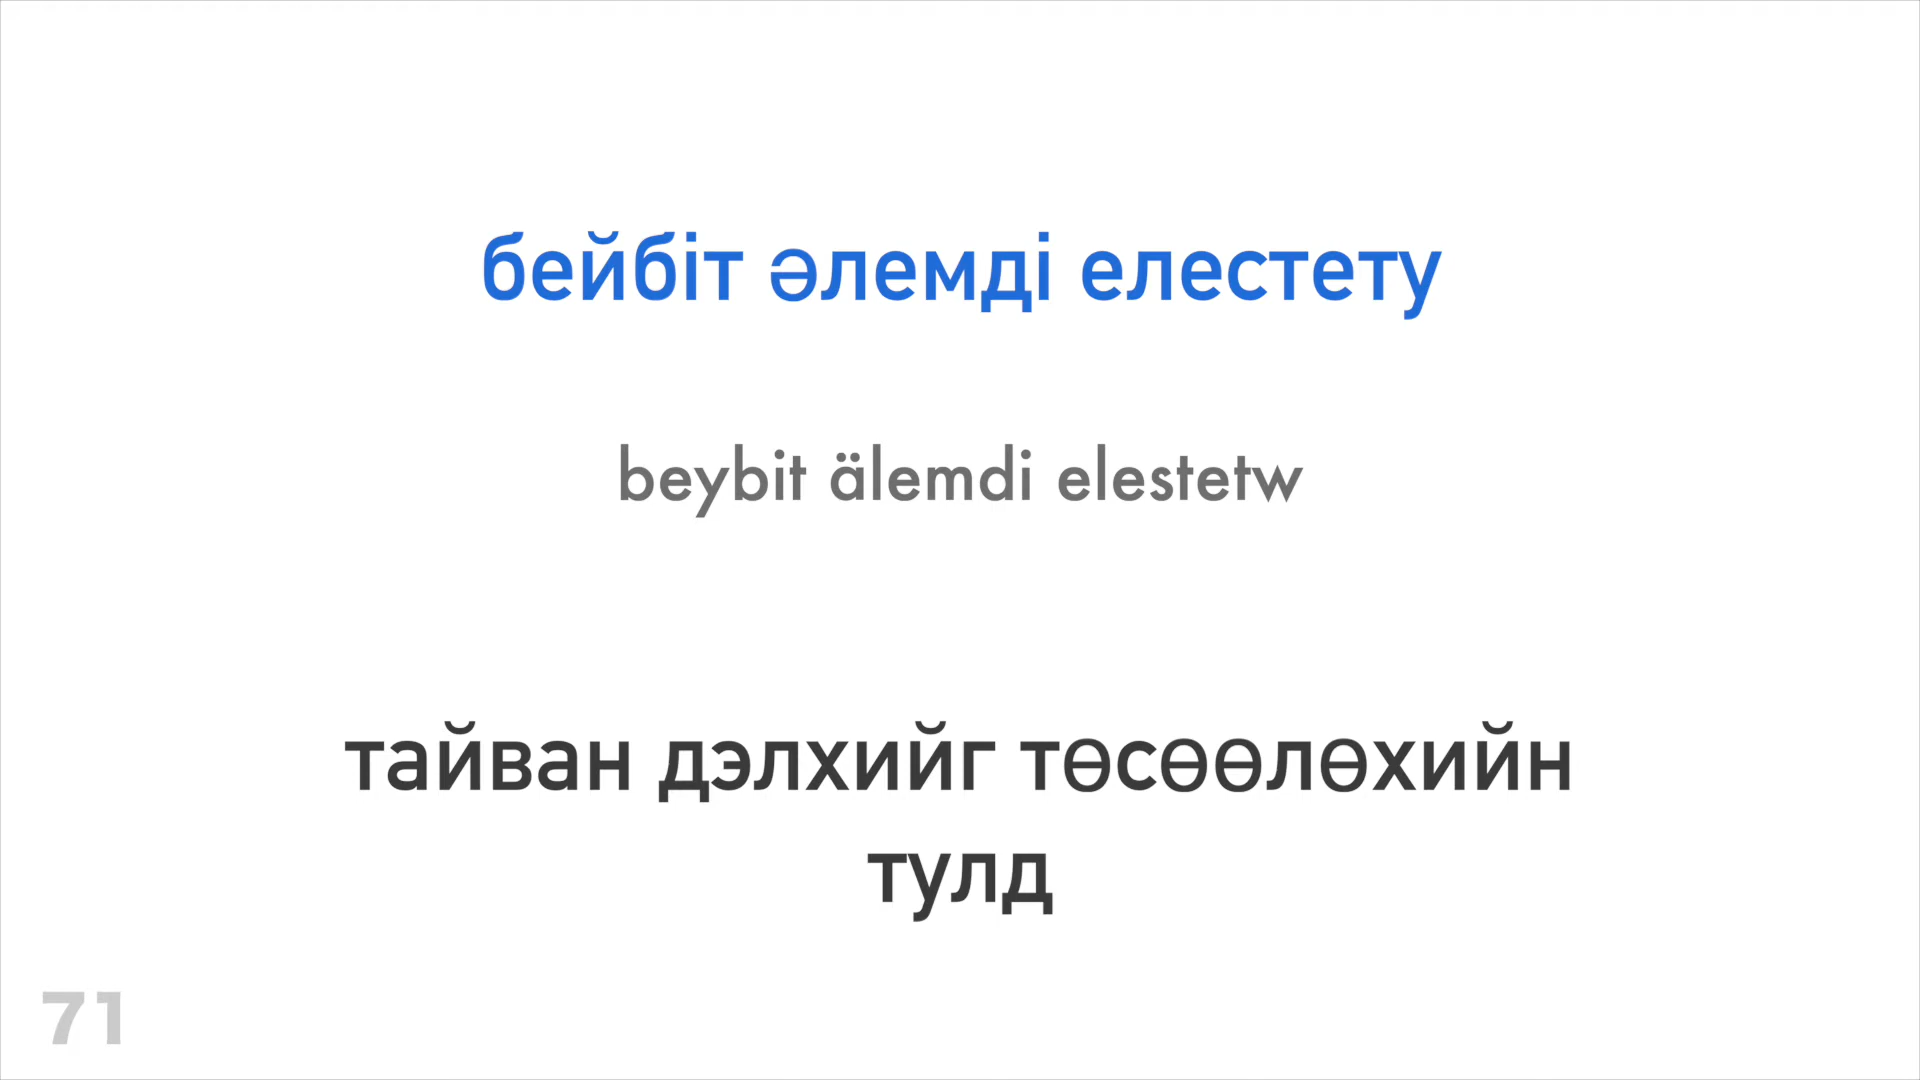 бейбіт әлемді елестету
beybit älemdi elestetw
тайван дэлхийг төсөөлөхийн
тулд
71